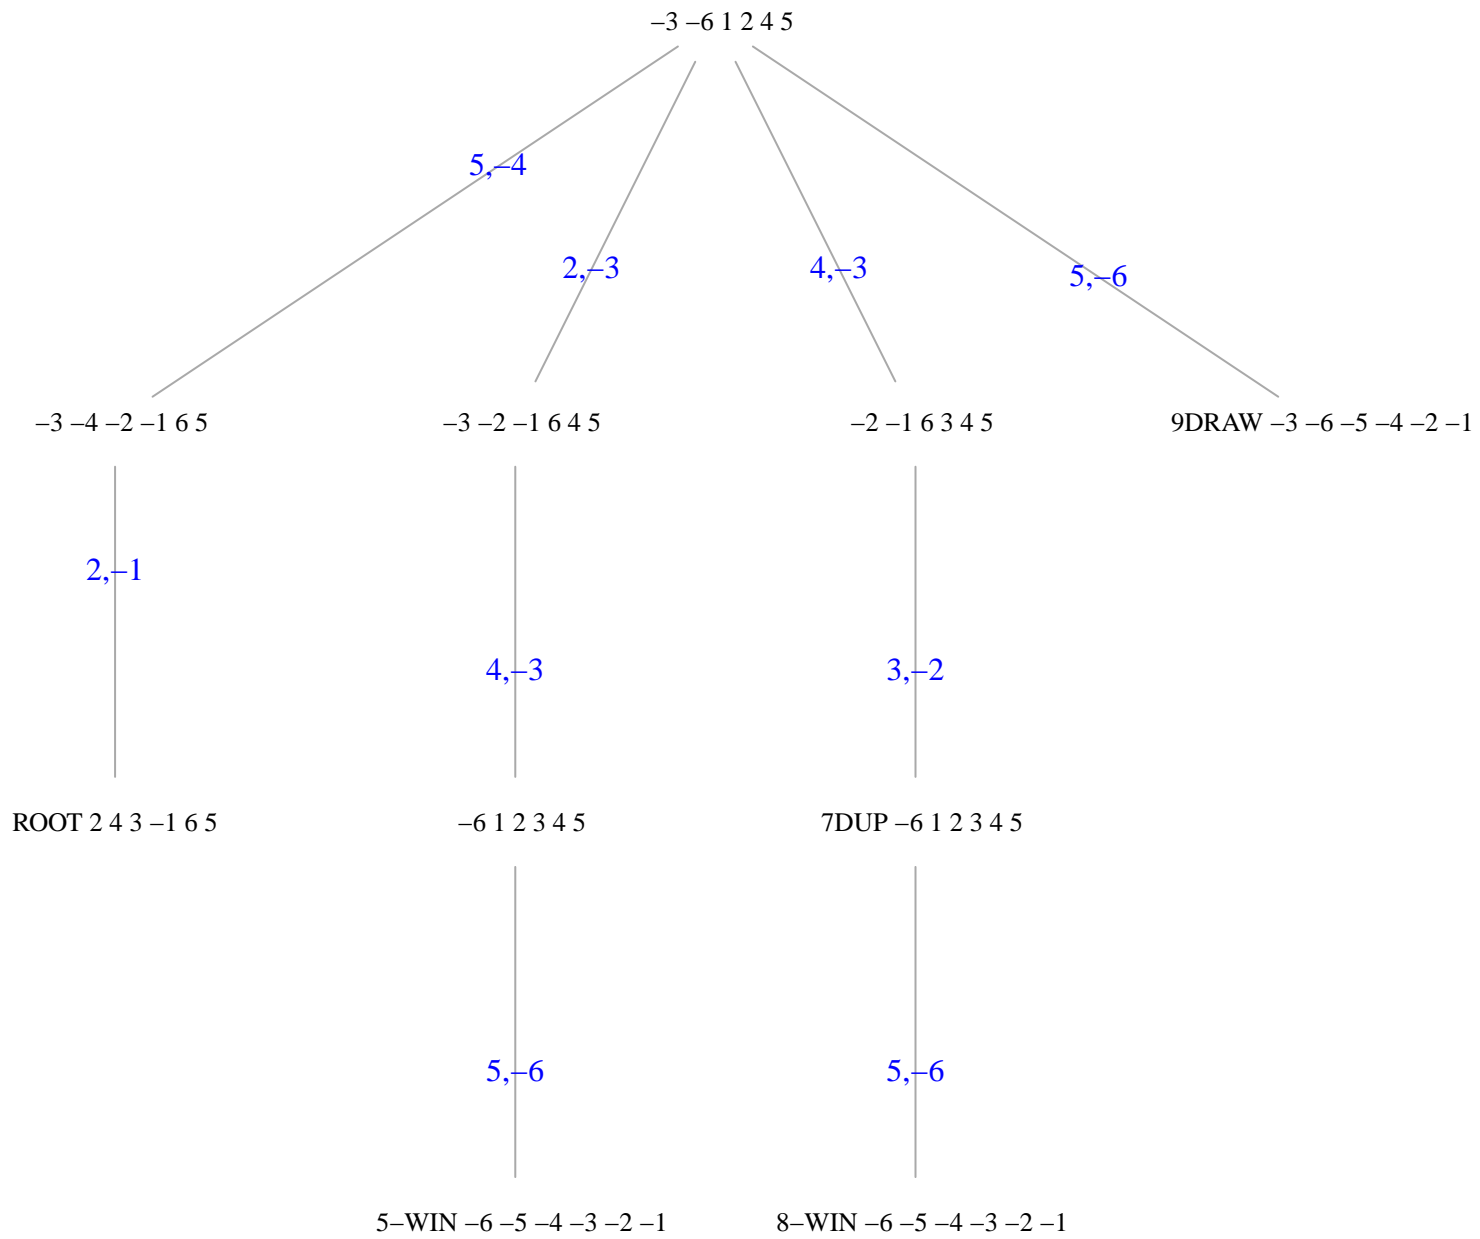 –3 –6 1 2 4 5
5,–4
2,–3
4,–3
5,–6
–3 –4 –2 –1 6 5
–3 –2 –1 6 4 5
–2 –1 6 3 4 5
9DRAW –3 –6 –5 –4 –2 –1
2,–1
4,–3
3,–2
ROOT 2 4 3 –1 6 5
–6 1 2 3 4 5
7DUP –6 1 2 3 4 5
5,–6
5,–6
5–WIN –6 –5 –4 –3 –2 –1
8–WIN –6 –5 –4 –3 –2 –1